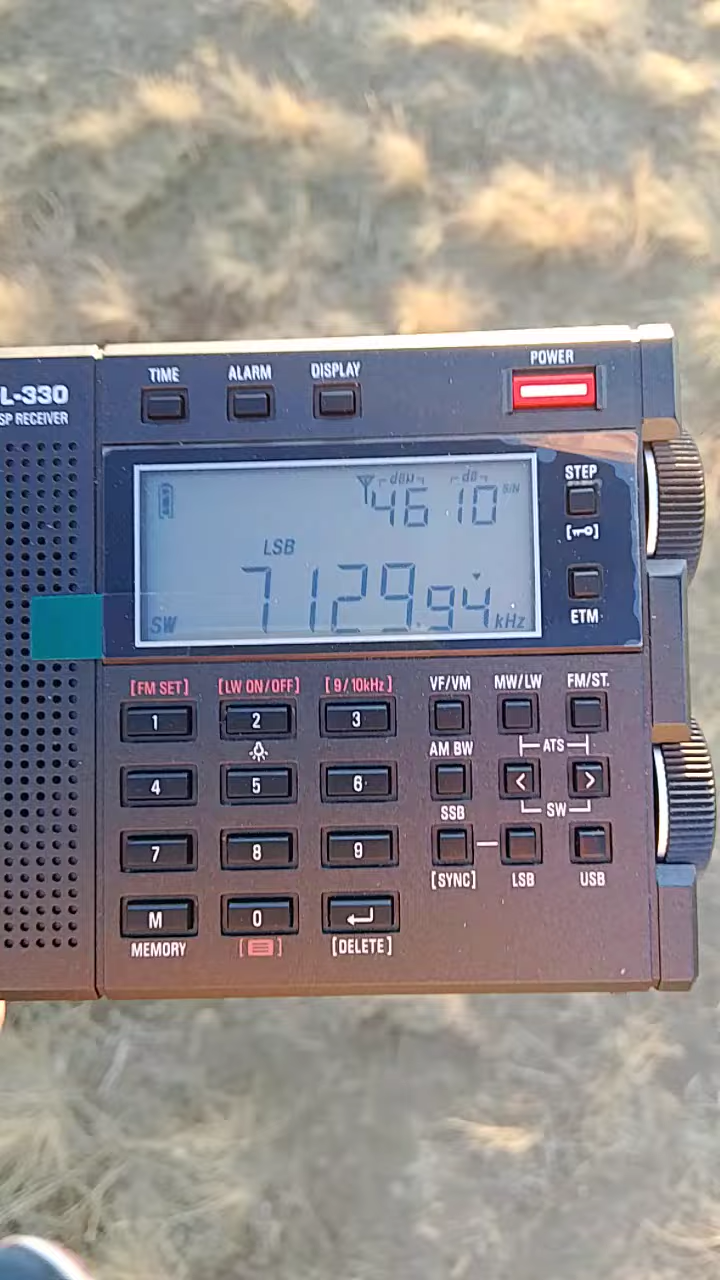 L-330
SP RECEIVER
TIME ALARM DISPLAY POWER
dBµ dB
46 10 S/N
LSB
SW 7129.94 kHz
STEP
ETM
[FM SET] [LW ON/OFF] [9/10kHz] VF/VM MW/LW FM/ST.
1 2 3
AM BW ATS
4 5 6 < >
SSB SW
7 8 9
[SYNC] LSB USB
M 0
MEMORY [DELETE]